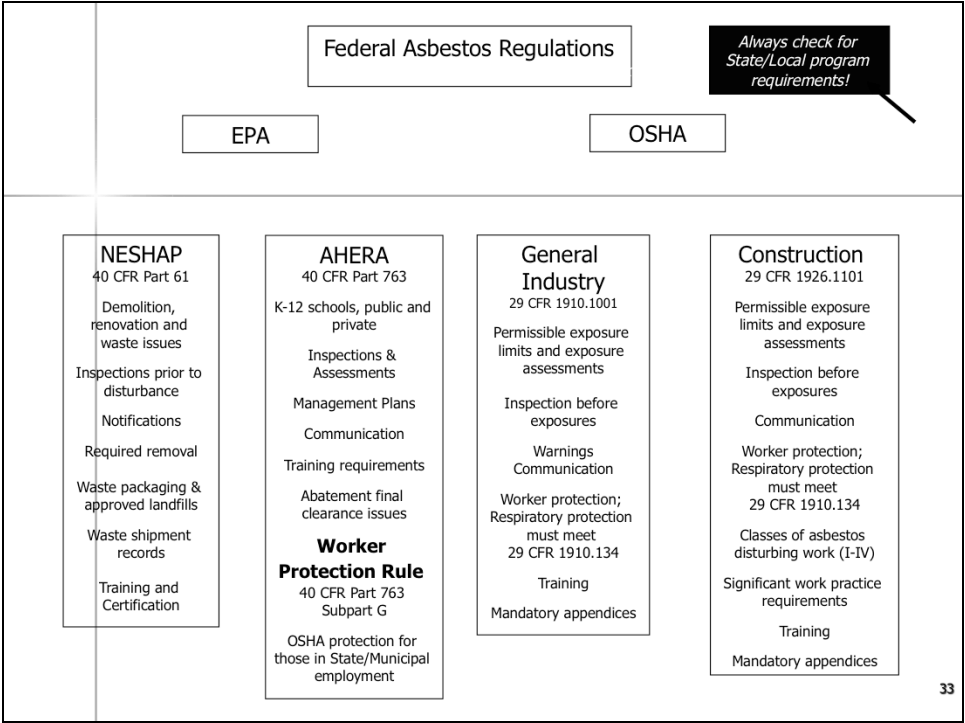 Federal Asbestos Regulations
Always check for
State/Local program
requirements!
EPA
OSHA
NESHAP
40 CFR Part 61
Demolition,
renovation and
waste issues
Inspections prior to
disturbance
Notifications
Required removal
Waste packaging &
approved landfills
Waste shipment
records
Training and
Certification
AHERA
40 CFR Part 763
K-12 schools, public and
private
Inspections &
Assessments
Management Plans
Communication
Training requirements
Abatement final
clearance issues
Worker
Protection Rule
40 CFR Part 763
Subpart G
OSHA protection for
those in State/Municipal
employment
General
Industry
29 CFR 1910.1001
Permissible exposure
limits and exposure
assessments
Inspection before
exposures
Warnings
Communication
Worker protection;
Respiratory protection
must meet
29 CFR 1910.134
Training
Mandatory appendices
Construction
29 CFR 1926.1101
Permissible exposure
limits and exposure
assessments
Inspection before
exposures
Communication
Worker protection;
Respiratory protection
must meet
29 CFR 1910.134
Classes of asbestos
disturbing work (I-IV)
Significant work practice
requirements
Training
Mandatory appendices
33